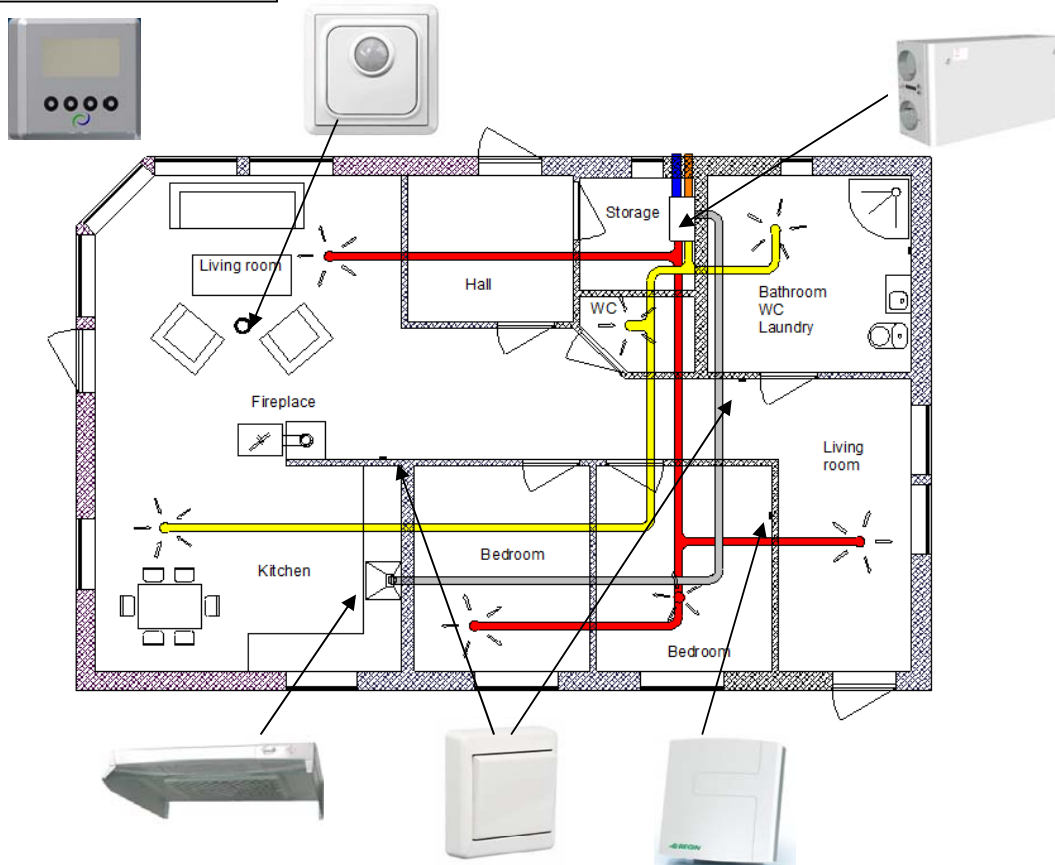 Storage
Living room
Hall
Bathroom
WC
Laundry
WC
Fireplace
Living
room
Bedroom
Kitchen
Bedroom
REGIN